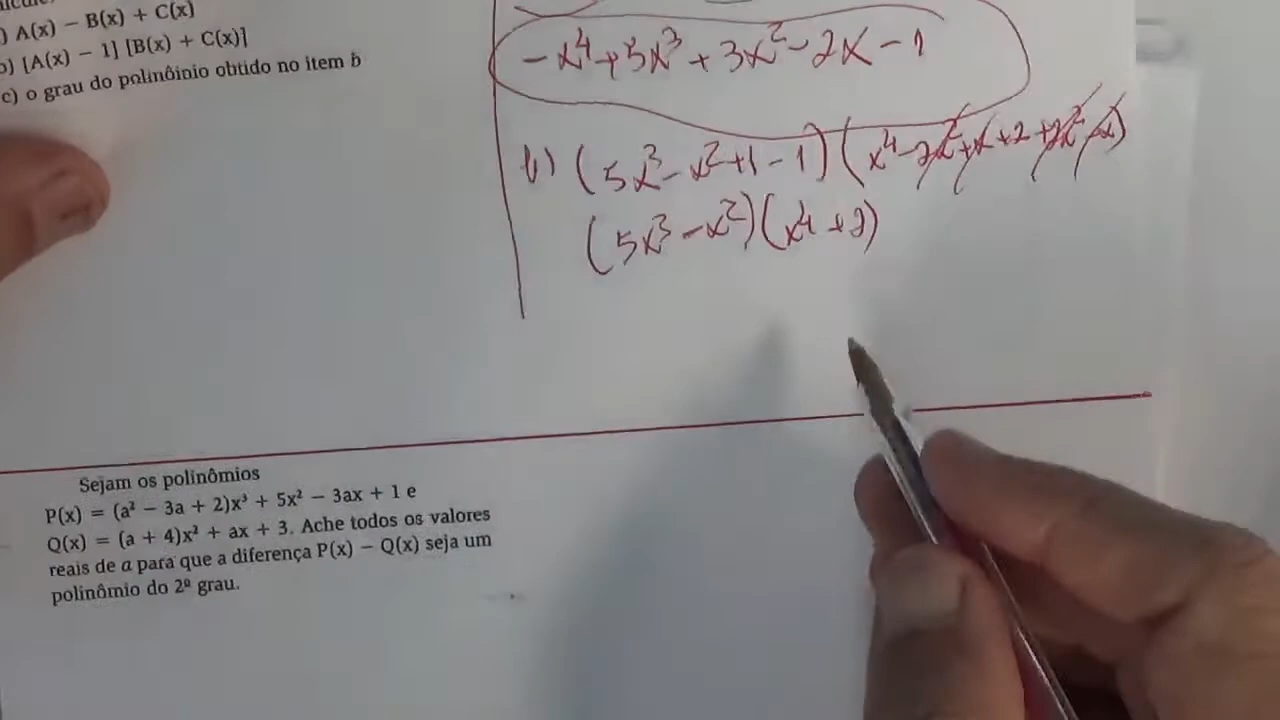 ) A(x) − B(x) + C(x)
b) [A(x) − 1] [B(x) + C(x)]
c) o grau do polinôinio obtido no item b
-x⁴+5x³+3x²-2x-1
b) (5x³-x²+1-1)(x⁴-2x²+x+2+2x²-x)
(5x³-x²)(x⁴+2)
Sejam os polinômios
P(x) = (a² − 3a + 2)x³ + 5x² − 3ax + 1 e
Q(x) = (a + 4)x² + ax + 3. Ache todos os valores
reais de a para que a diferença P(x) − Q(x) seja um
polinômio do 2º grau.